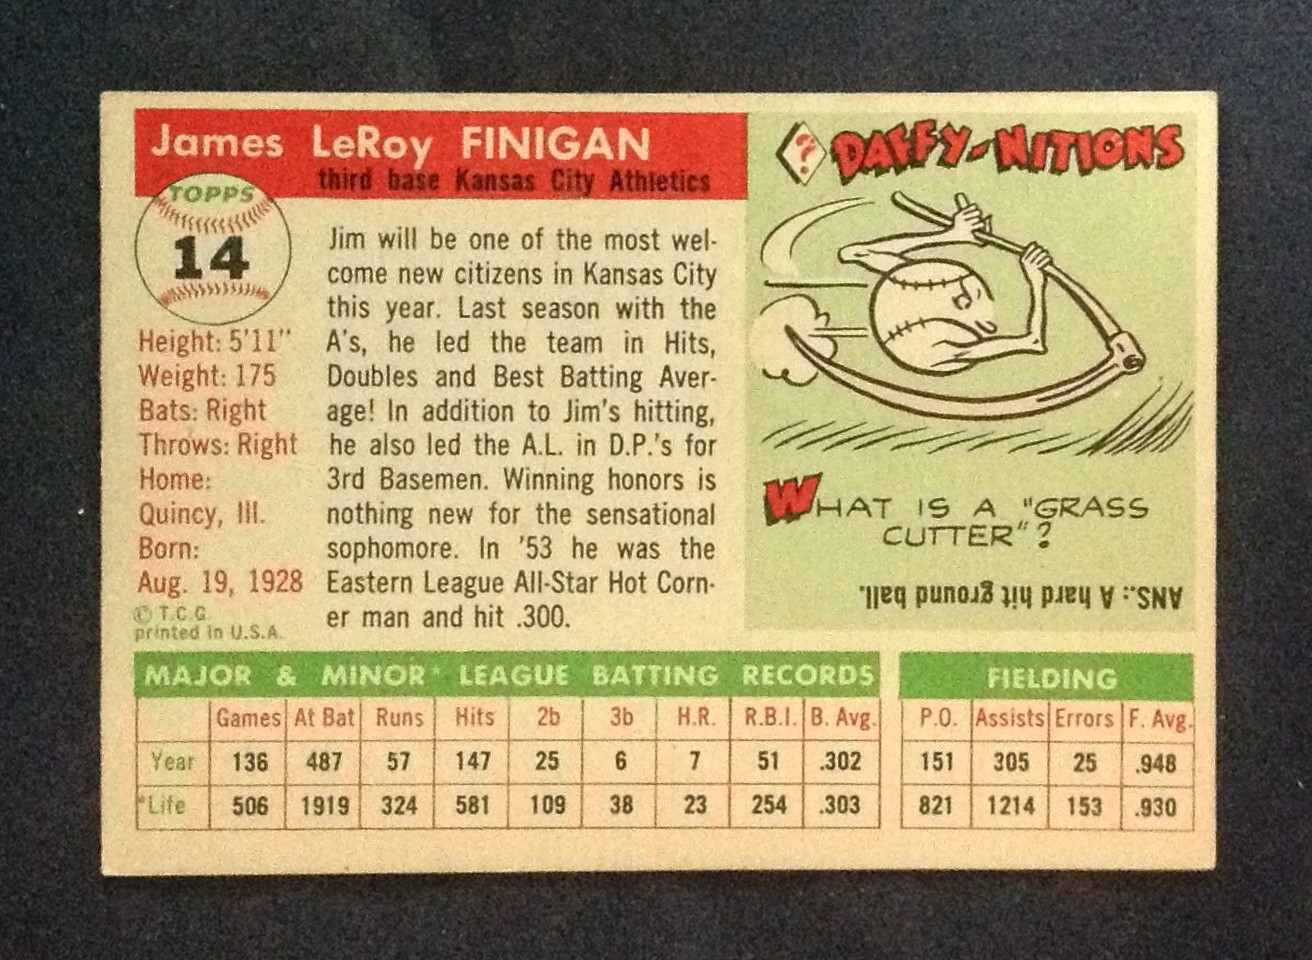 James LeRoy FINIGAN
third base Kansas City Athletics
TOPPS
14
Height: 5'11"
Weight: 175
Bats: Right
Throws: Right
Home:
Quincy, Ill.
Born:
Aug. 19, 1928
© T.C.G.
printed in U.S.A.
Jim will be one of the most wel-
come new citizens in Kansas City
this year. Last season with the
A's, he led the team in Hits,
Doubles and Best Batting Aver-
age! In addition to Jim's hitting,
he also led the A.L. in D.P.'s for
3rd Basemen. Winning honors is
nothing new for the sensational
sophomore. In '53 he was the
Eastern League All-Star Hot Corn-
er man and hit .300.
? DAFFY-NITIONS
WHAT IS A "GRASS
CUTTER"?
ANS.: A hard hit ground ball.
MAJOR & MINOR* LEAGUE BATTING RECORDS
Games At Bat Runs Hits 2b 3b H.R. R.B.I. B. Avg.
Year 136 487 57 147 25 6 7 51 .302
*Life 506 1919 324 581 109 38 23 254 .303
FIELDING
P.O. Assists Errors F. Avg.
151 305 25 .948
821 1214 153 .930